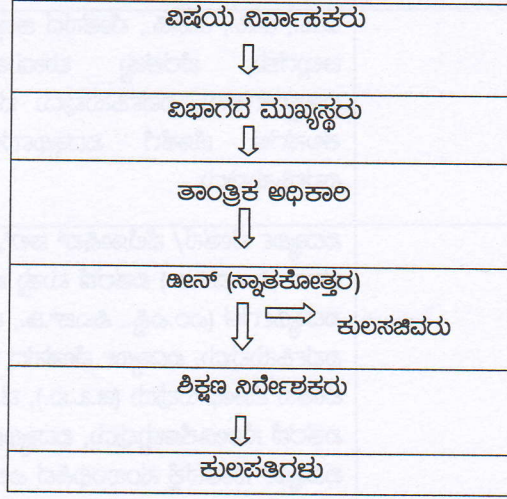 ವಿಷಯ ನಿರ್ವಾಹಕರು
ವಿಭಾಗದ ಮುಖ್ಯಸ್ಥರು
ತಾಂತ್ರಿಕ ಅಧಿಕಾರಿ
ಡೀನ್ (ಸ್ನಾತಕೋತ್ತರ)
ಕುಲಸಚಿವರು
ಶಿಕ್ಷಣ ನಿರ್ದೇಶಕರು
ಕುಲಪತಿಗಳು